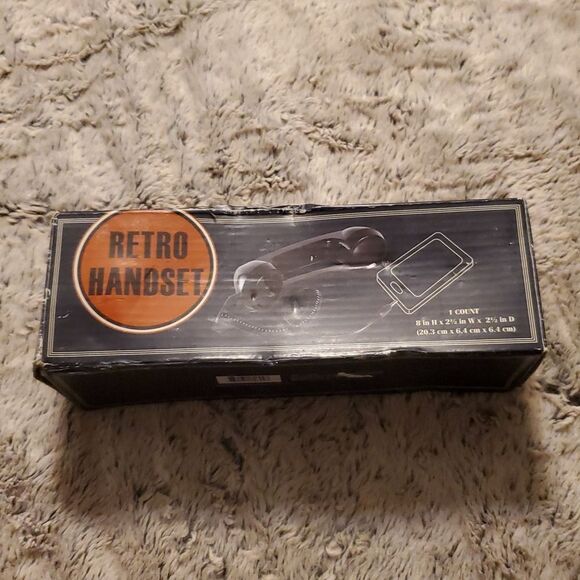 RETRO
HANDSET
1 COUNT
8 in H x 2½ in W x 2½ in D
(20.3 cm x 6.4 cm x 6.4 cm)